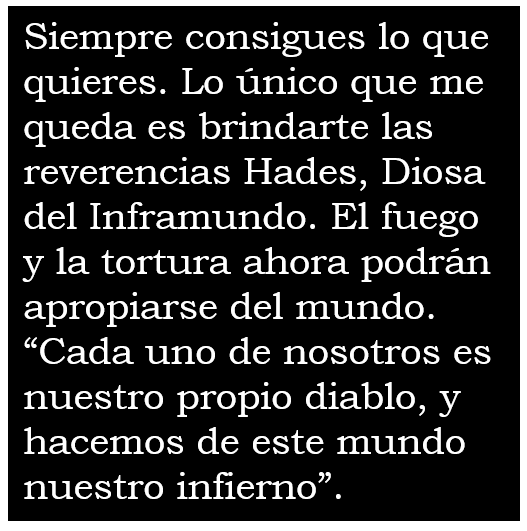 Siempre consigues lo que
quieres. Lo único que me
queda es brindarte las
reverencias Hades, Diosa
del Inframundo. El fuego
y la tortura ahora podrán
apropiarse del mundo.
“Cada uno de nosotros es
nuestro propio diablo, y
hacemos de este mundo
nuestro infierno”.